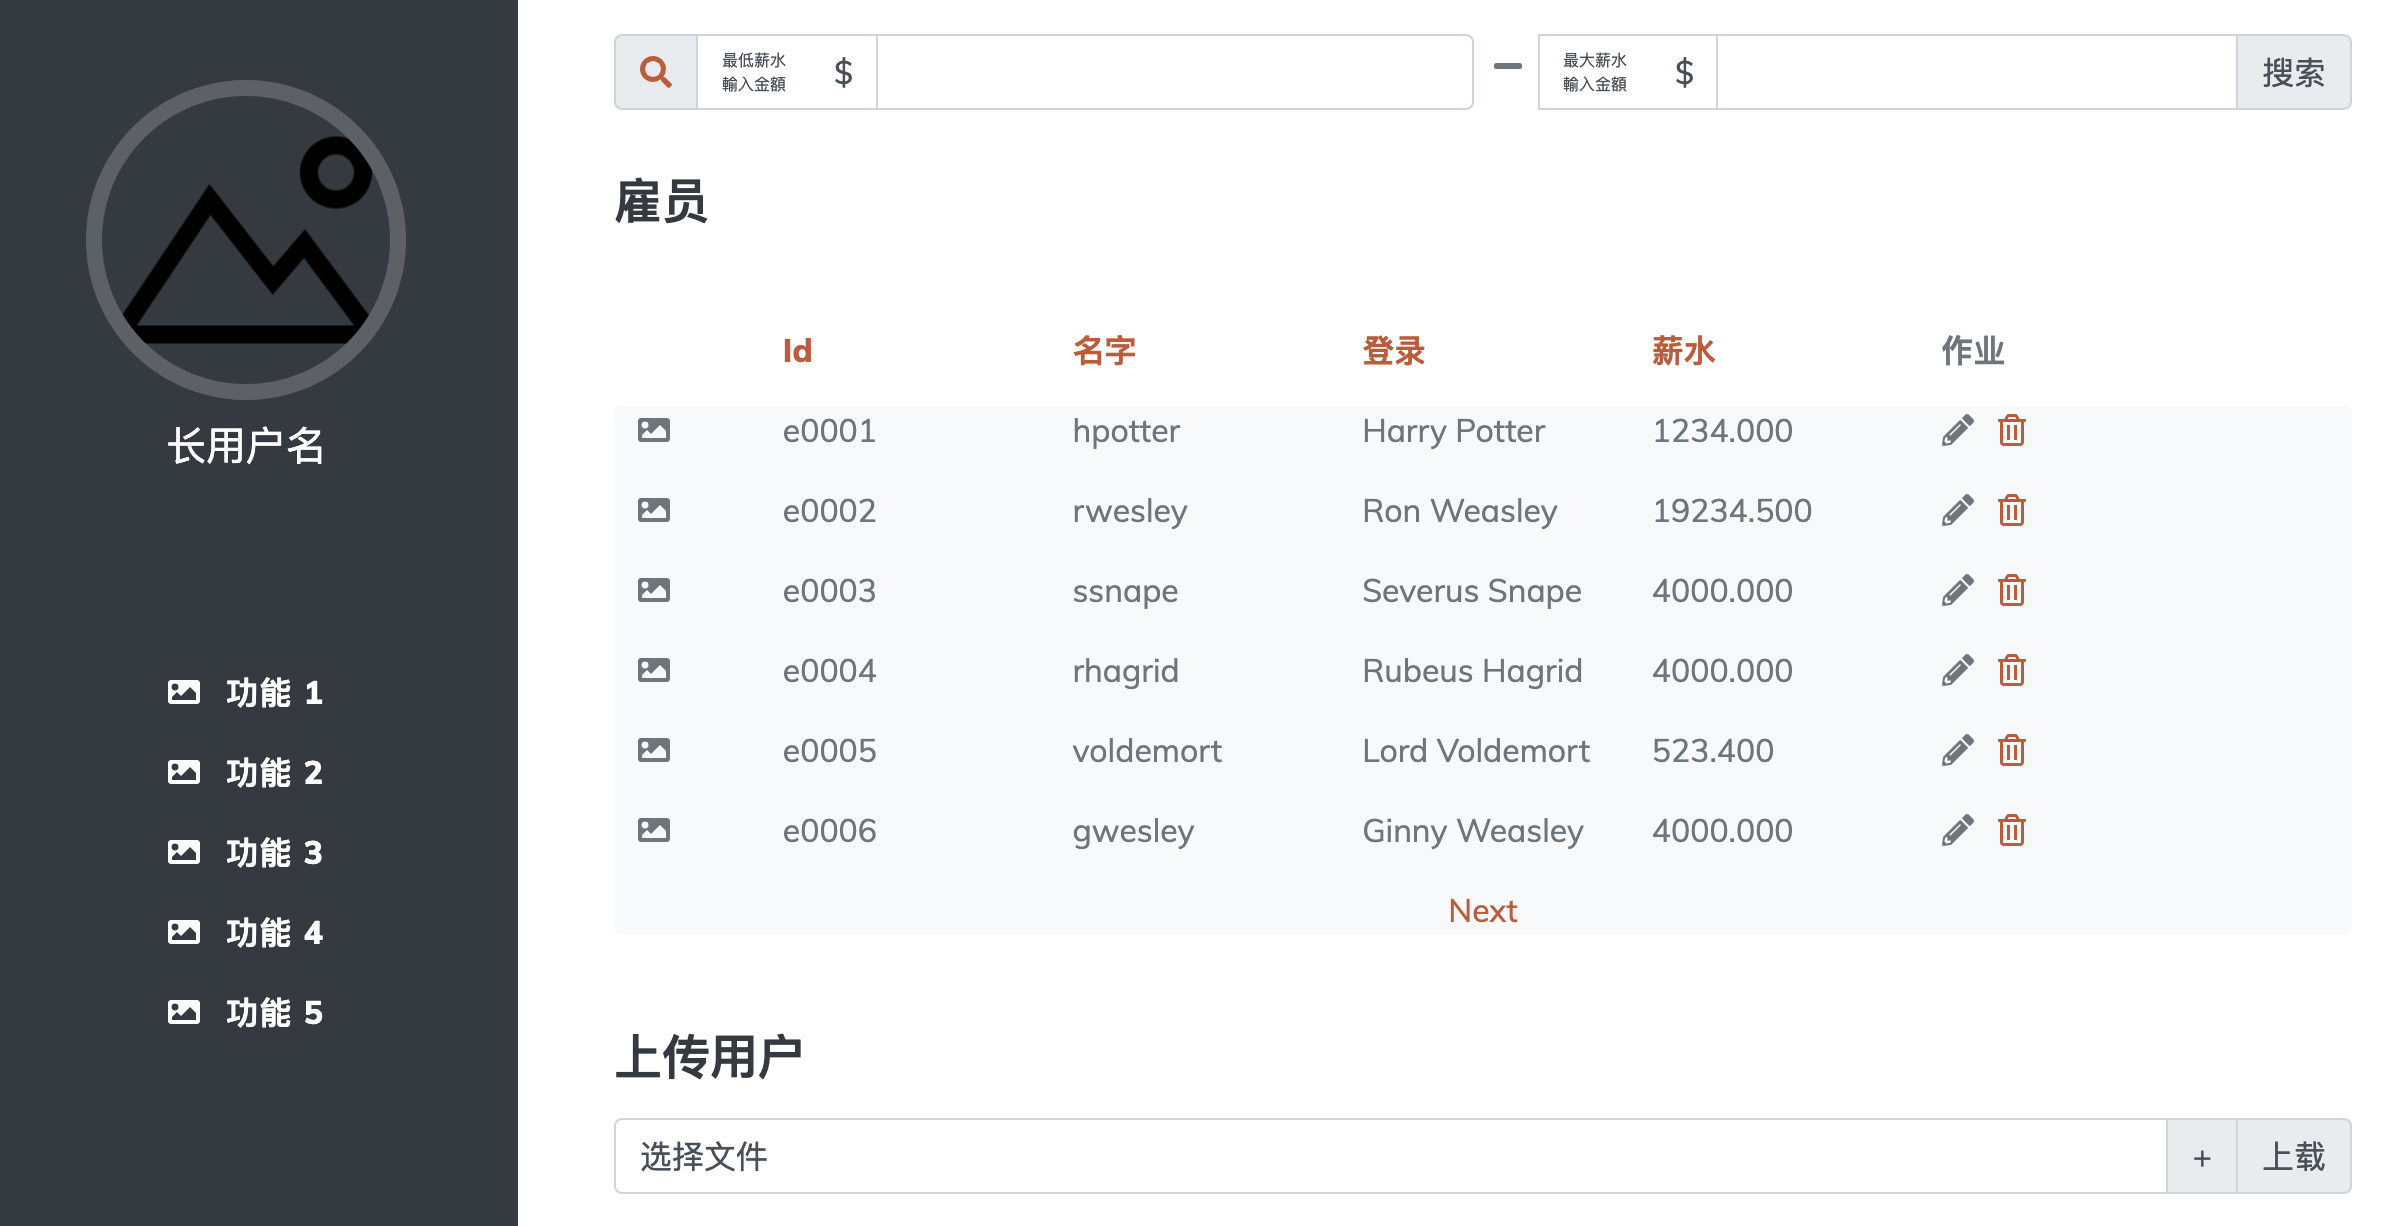 长用户名
功能 1
功能 2
功能 3
功能 4
功能 5
最低薪水
輸入金額
$
最大薪水
輸入金額
$
搜索
雇员
Id 名字 登录 薪水 作业
e0001 hpotter Harry Potter 1234.000
e0002 rwesley Ron Weasley 19234.500
e0003 ssnape Severus Snape 4000.000
e0004 rhagrid Rubeus Hagrid 4000.000
e0005 voldemort Lord Voldemort 523.400
e0006 gwesley Ginny Weasley 4000.000
Next
上传用户
选择文件 + 上载